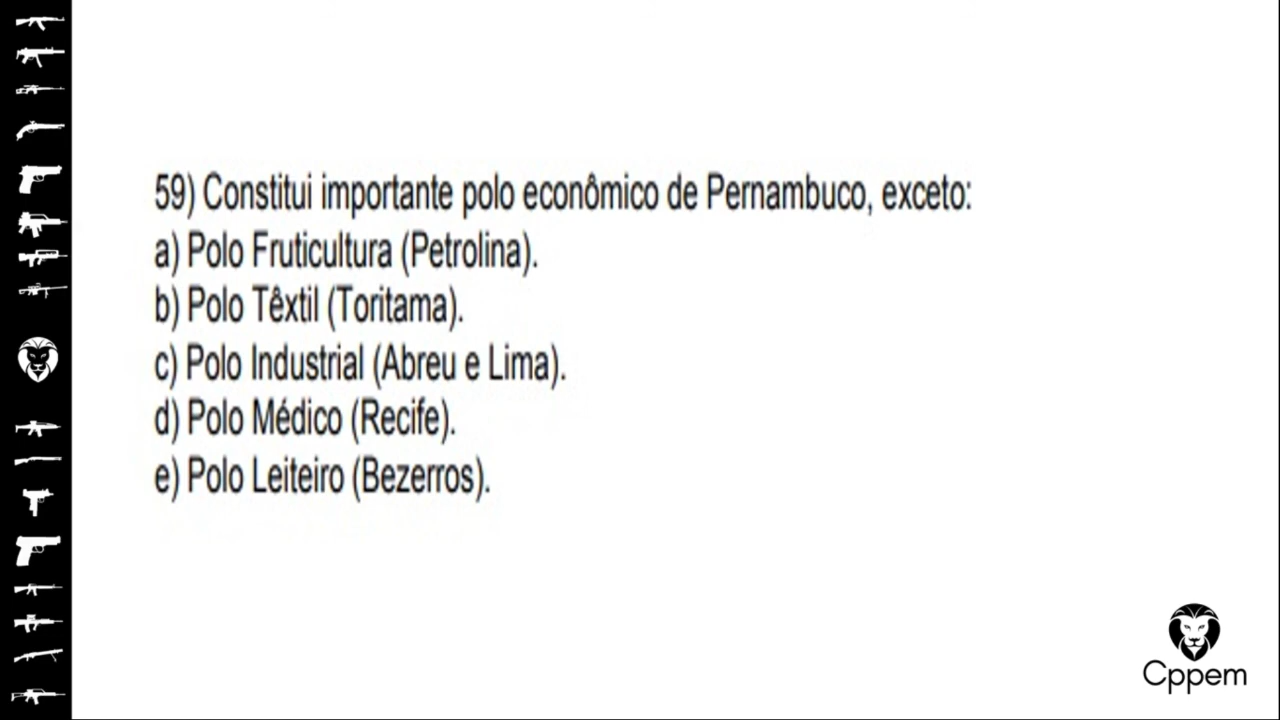 59) Constitui importante polo econômico de Pernambuco, exceto:
a) Polo Fruticultura (Petrolina).
b) Polo Têxtil (Toritama).
c) Polo Industrial (Abreu e Lima).
d) Polo Médico (Recife).
e) Polo Leiteiro (Bezerros).
Cppem